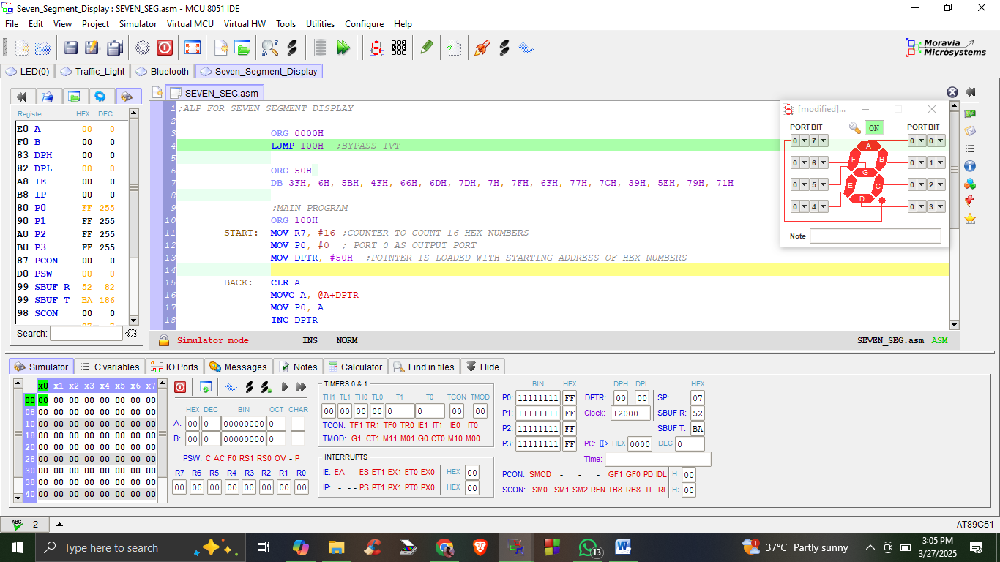 Seven_Segment_Display : SEVEN_SEG.asm - MCU 8051 IDE
File Edit View Project Simulator Virtual MCU Virtual HW Tools Utilities Configure Help
Moravia Microsystems
LED(0) Traffic_Light Bluetooth Seven_Segment_Display
SEVEN_SEG.asm
Register HEX DEC
E0 A 00 0
F0 B 00 0
83 DPH 00 0
82 DPL 00 0
A8 IE 00 0
B8 IP 00 0
80 P0 FF 255
90 P1 FF 255
A0 P2 FF 255
B0 P3 FF 255
87 PCON 00 0
D0 PSW 00 0
99 SBUF R 52 82
99 SBUF T BA 186
98 SCON 00 0
Search:
1 ;ALP FOR SEVEN SEGMENT DISPLAY
2
3 ORG 0000H
4 LJMP 100H ;BYPASS IVT
5
6 ORG 50H
7 DB 3FH, 6H, 5BH, 4FH, 66H, 6DH, 7DH, 7H, 7FH, 6FH, 77H, 7CH, 39H, 5EH, 79H, 71H
8
9 ;MAIN PROGRAM
10 ORG 100H
11 START: MOV R7, #16 ;COUNTER TO COUNT 16 HEX NUMBERS
12 MOV P0, #0 ; PORT 0 AS OUTPUT PORT
13 MOV DPTR, #50H ;POINTER IS LOADED WITH STARTING ADDRESS OF HEX NUMBERS
14
15 BACK: CLR A
16 MOVC A, @A+DPTR
17 MOV P0, A
18 INC DPTR
[modified]...
PORT BIT ON PORT BIT
0 7 A 0 0
0 6 F B 0 1
G
0 5 E C 0 2
0 4 D 0 3
Note
Simulator mode INS NORM SEVEN_SEG.asm ASM
Simulator C variables IO Ports Messages Notes Calculator Find in files Hide
x0 x1 x2 x3 x4 x5 x6 x7
00 00 00 00 00 00 00 00 00
08 00 00 00 00 00 00 00 00
10 00 00 00 00 00 00 00 00
18 00 00 00 00 00 00 00 00
20 00 00 00 00 00 00 00 00
28 00 00 00 00 00 00 00 00
30 00 00 00 00 00 00 00 00
38 00 00 00 00 00 00 00 00
40 00 00 00 00 00 00 00 00
HEX DEC BIN OCT CHAR
A: 00 0 00000000 0
B: 00 0 00000000 0
PSW: C AC F0 RS1 RS0 OV - P
R7 R6 R5 R4 R3 R2 R1 R0
00 00 00 00 00 00 00 00
TIMERS 0 & 1
TH1 TL1 TH0 TL0 T1 T0 TCON TMOD
00 00 00 00 0 0 00 00
TCON: TF1 TR1 TF0 TR0 IE1 IT1 IE0 IT0
TMOD: G1 CT1 M11 M01 G0 CT0 M10 M00
INTERRUPTS
IE: EA - - ES ET1 EX1 ET0 EX0 HEX 00
IP: - - - PS PT1 PX1 PT0 PX0 HEX 00
BIN HEX
P0: 11111111 FF
P1: 11111111 FF
P2: 11111111 FF
P3: 11111111 FF
DPH DPL HEX
DPTR: 00 00 SP: 07
Clock: 12000 SBUF R: 52
SBUF T: BA
PC: HEX 0000 DEC 0
Time:
PCON: SMOD - - - GF1 GF0 PD IDL H: 00
SCON: SM0 SM1 SM2 REN TB8 RB8 TI RI H: 00
ABC 2 AT89C51
Type here to search
1 37°C Partly sunny
13
3:05 PM
3/27/2025